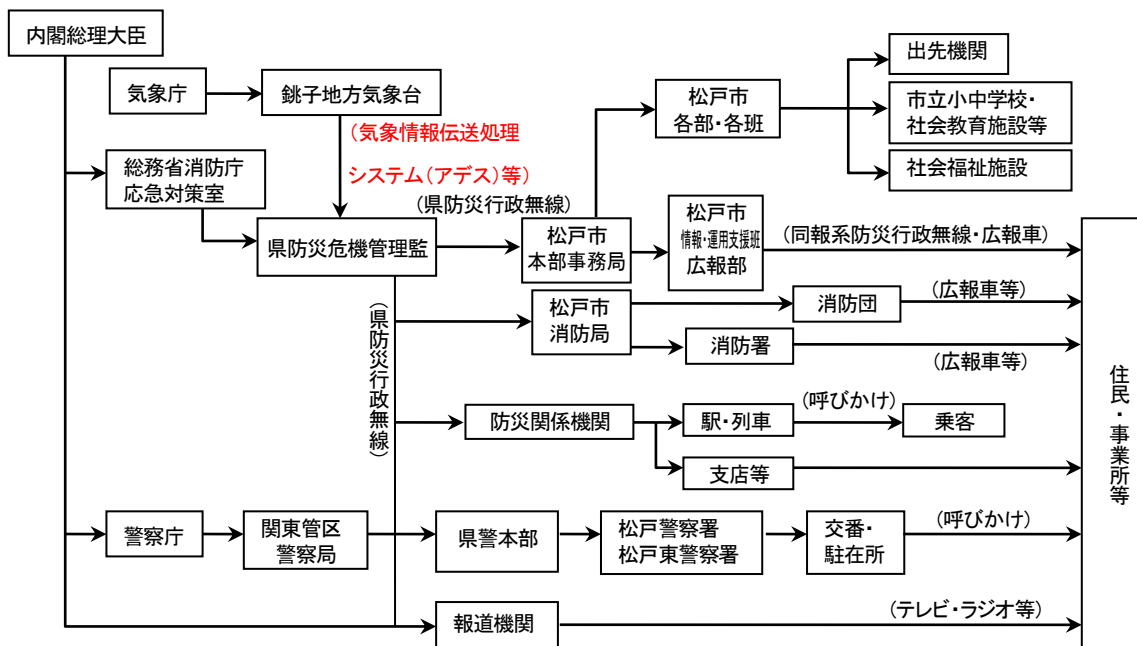 内閣総理大臣
気象庁
銚子地方気象台
(気象情報伝送処理
システム(アデス)等)
総務省消防庁
応急対策室
県防災危機管理監
(県防災行政無線)
松戸市
本部事務局
松戸市
各部・各班
出先機関
市立小中学校・
社会教育施設等
社会福祉施設
松戸市
情報・運用支援班
広報部
(同報系防災行政無線・広報車)
松戸市
消防局
消防団
(広報車等)
消防署
(広報車等)
(県防災行政無線)
防災関係機関
駅・列車
(呼びかけ)
乗客
支店等
警察庁
関東管区
警察局
県警本部
松戸警察署
松戸東警察署
交番・
駐在所
(呼びかけ)
報道機関
(テレビ・ラジオ等)
住民・事業所等